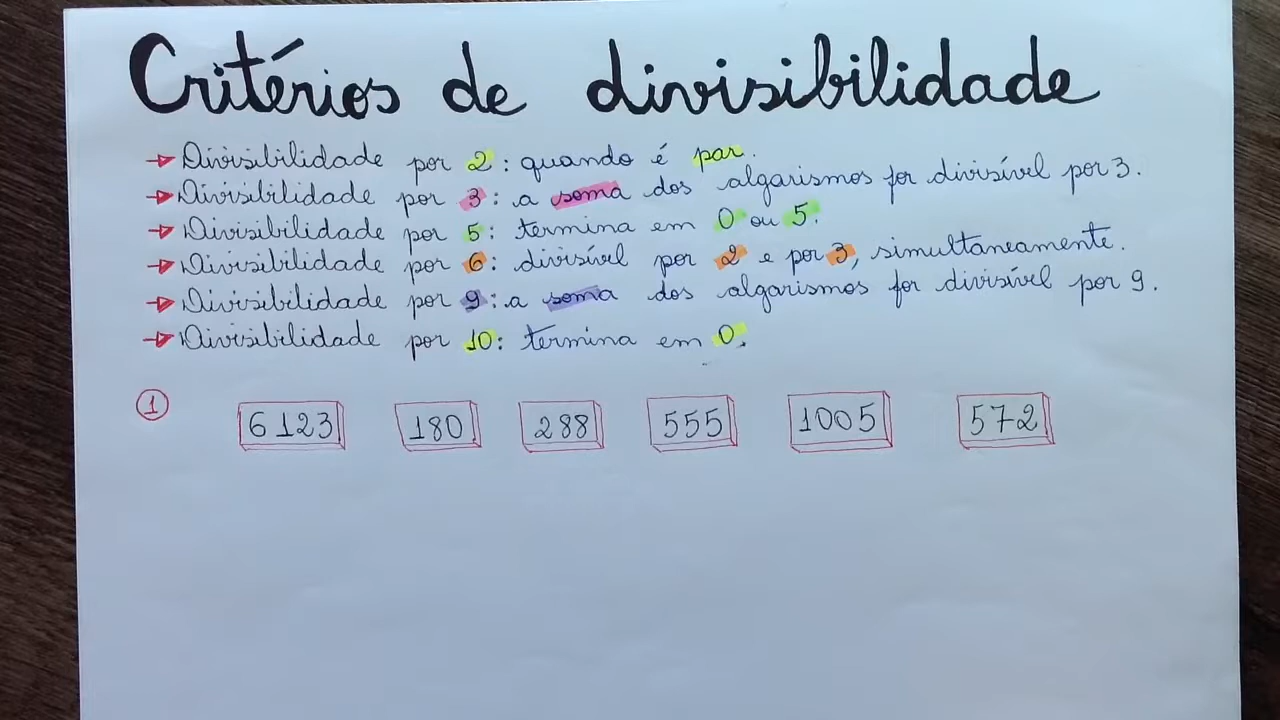 Critérios de divisibilidade
Divisibilidade por 2: quando é par.
Divisibilidade por 3: a soma dos algarismos for divisível por 3.
Divisibilidade por 5: termina em 0 ou 5.
Divisibilidade por 6: divisível por 2 e por 3, simultaneamente.
Divisibilidade por 9: a soma dos algarismos for divisível por 9.
Divisibilidade por 10: termina em 0.
1 6123 180 288 555 1005 572